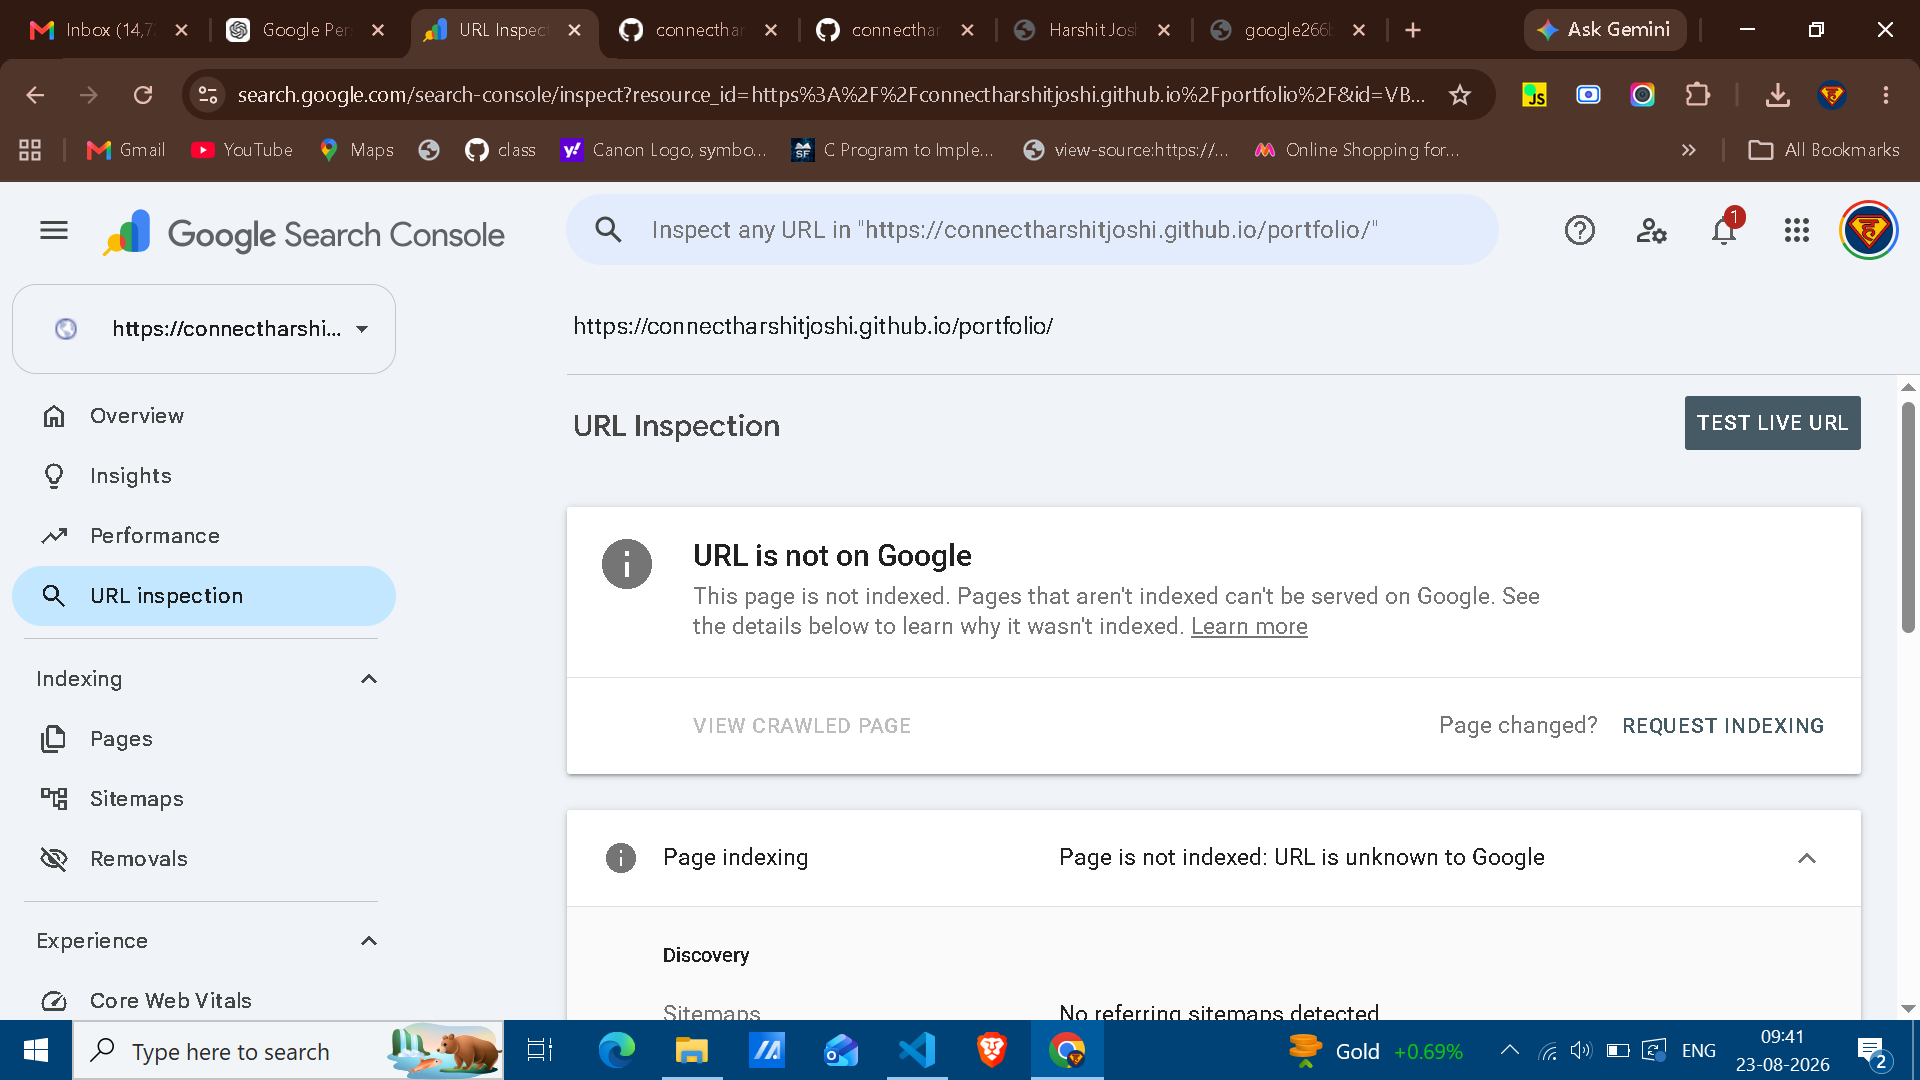 Inbox (14,7
Google Per
URL Inspect
connecthar
connecthar
Harshit Josh
google266b
Ask Gemini
search.google.com/search-console/inspect?resource_id=https%3A%2F%2Fconnectharshitjoshi.github.io%2Fportfolio%2F&id=VB...
Gmail
YouTube
Maps
class
Canon Logo, symbo...
C Program to Imple...
view-source:https://...
Online Shopping for...
All Bookmarks
Google Search Console
Inspect any URL in "https://connectharshitjoshi.github.io/portfolio/"
1
https://connectharshi...
https://connectharshitjoshi.github.io/portfolio/
Overview
Insights
Performance
URL inspection
Indexing
Pages
Sitemaps
Removals
Experience
Core Web Vitals
URL Inspection
TEST LIVE URL
URL is not on Google
This page is not indexed. Pages that aren't indexed can't be served on Google. See
the details below to learn why it wasn't indexed. Learn more
VIEW CRAWLED PAGE
Page changed? REQUEST INDEXING
Page indexing
Page is not indexed: URL is unknown to Google
Discovery
Sitemaps
No referring sitemaps detected
Type here to search
Gold +0.69%
ENG
09:41
23-08-2026
2